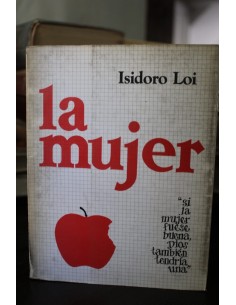 Isidoro Loi
la
mujer
"si
la
mujer
fuese
buena,
dios
también
tendría
una"